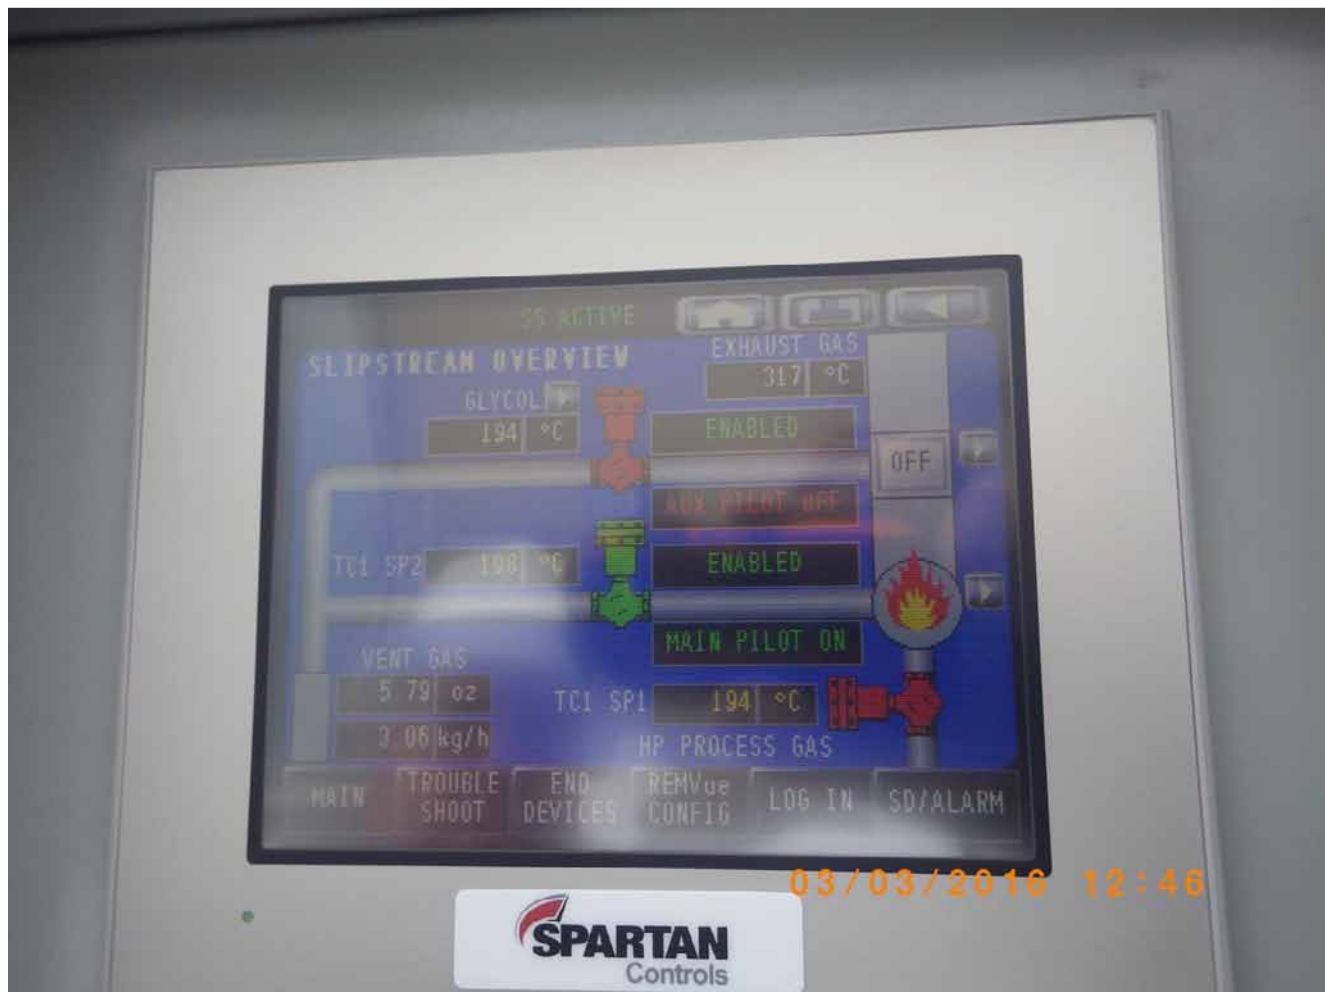 SS ACTIVE
SLIPSTREAM OVERVIEW
EXHAUST GAS
317 °C
GLYCOL
194 °C
ENABLED
OFF
AUX PILOT OFF
TC1 SP2 198 °C
ENABLED
MAIN PILOT ON
VENT GAS
5.79 oz
TC1 SP1 194 °C
3.06 kg/h
HP PROCESS GAS
MAIN
TROUBLE
SHOOT
END
DEVICES
REMVue
CONFIG
LOG IN
SD/ALARM
03/03/2016 12:46
SPARTAN
Controls